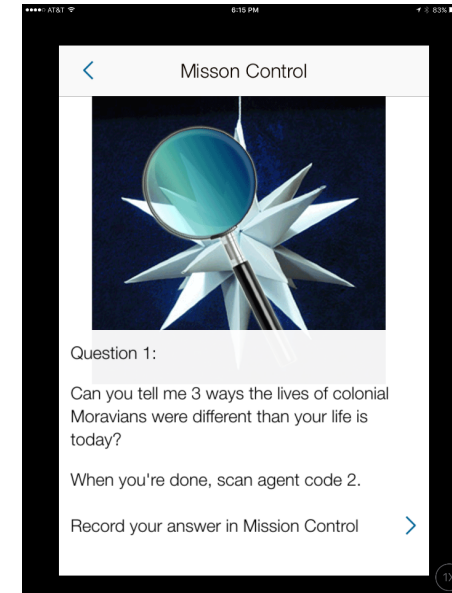 AT&T 6:15 PM 83%
Misson Control
Question 1:
Can you tell me 3 ways the lives of colonial
Moravians were different than your life is
today?
When you're done, scan agent code 2.
Record your answer in Mission Control
1X